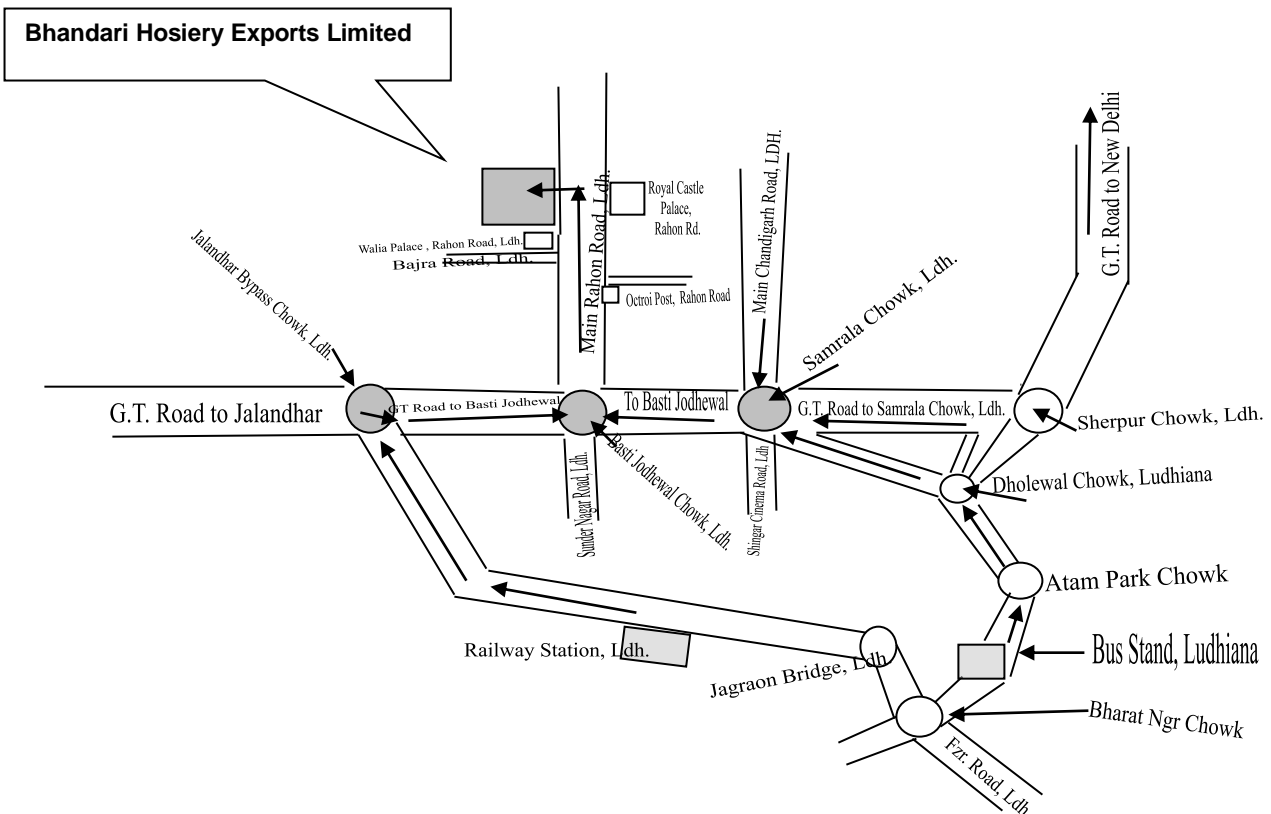 Bhandari Hosiery Exports Limited
G.T. Road to New Delhi
Main Chandigarh Road, LDH.
Main Rahon Road, Ldh.
Royal Castle
Palace,
Rahon Rd.
Walia Palace , Rahon Road, Ldh.
Bajra Road, Ldh.
Octroi Post, Rahon Road
Jalandhar Bypass Chowk, Ldh.
Samrala Chowk, Ldh.
G.T. Road to Jalandhar
GT Road to Basti Jodhewal
To Basti Jodhewal
G.T. Road to Samrala Chowk, Ldh.
Sherpur Chowk, Ldh.
Sunder Nagar Road, Ldh.
Basti Jodhewal Chowk, Ldh.
Shingar Cinema Road, Ldh
Dholewal Chowk, Ludhiana
Atam Park Chowk
Railway Station, Ldh.
Jagraon Bridge, Ldh.
Bus Stand, Ludhiana
Bharat Ngr Chowk
Fzr. Road, Ldh